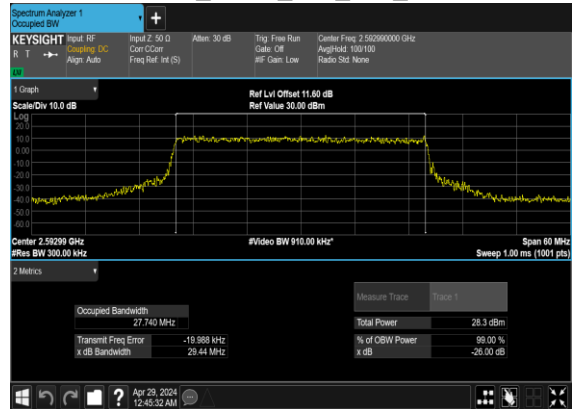 Spectrum Analyzer 1
Occupied BW
+
KEYSIGHT
R T
Input: RF
Coupling: DC
Align: Auto
Input Z: 50 Ω
Corr CCorr
Freq Ref: Int (S)
Atten: 30 dB
Trig: Free Run
Gate: Off
#IF Gain: Low
Center Freq: 2.592990000 GHz
Avg|Hold: 100/100
Radio Std: None
1 Graph
Scale/Div 10.0 dB
Ref Lvl Offset 11.60 dB
Ref Value 30.00 dBm
Log
20.0
10.0
0.00
-10.0
-20.0
-30.0
-40.0
-50.0
-60.0
Center 2.59299 GHz
#Res BW 300.00 kHz
#Video BW 910.00 kHz*
Span 60 MHz
Sweep 1.00 ms (1001 pts)
2 Metrics
Measure Trace Trace 1
Occupied Bandwidth
27.740 MHz
Total Power 28.3 dBm
Transmit Freq Error -19.988 kHz
% of OBW Power 99.00 %
x dB Bandwidth 29.44 MHz
x dB -26.00 dB
?
Apr 29, 2024
12:45:32 AM